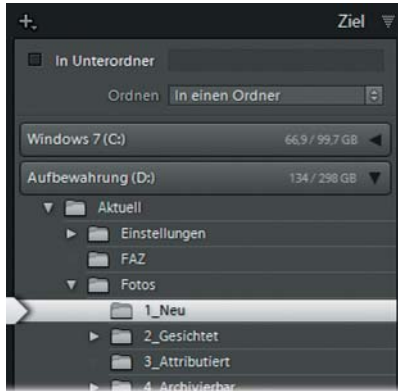 Ziel
In Unterordner
Ordnen In einen Ordner
Windows 7 (C:) 66,9 / 99,7 GB
Aufbewahrung (D:) 134 / 298 GB
Aktuell
Einstellungen
FAZ
Fotos
1_Neu
2_Gesichtet
3_Attributiert
4_Archivierbar